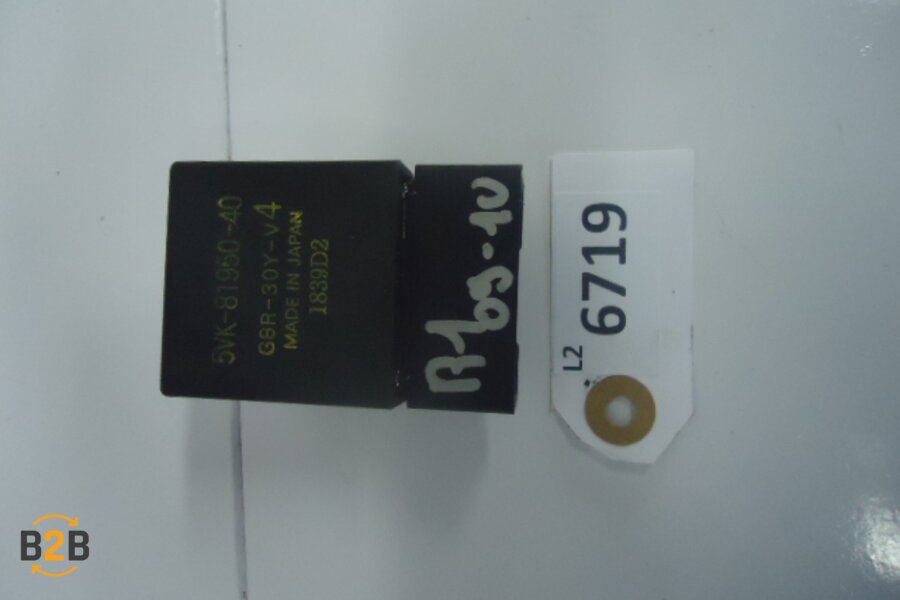 5VK-81950-40
G8R-30Y-V4
MADE IN JAPAN
1839D2
L2
6719
B2B